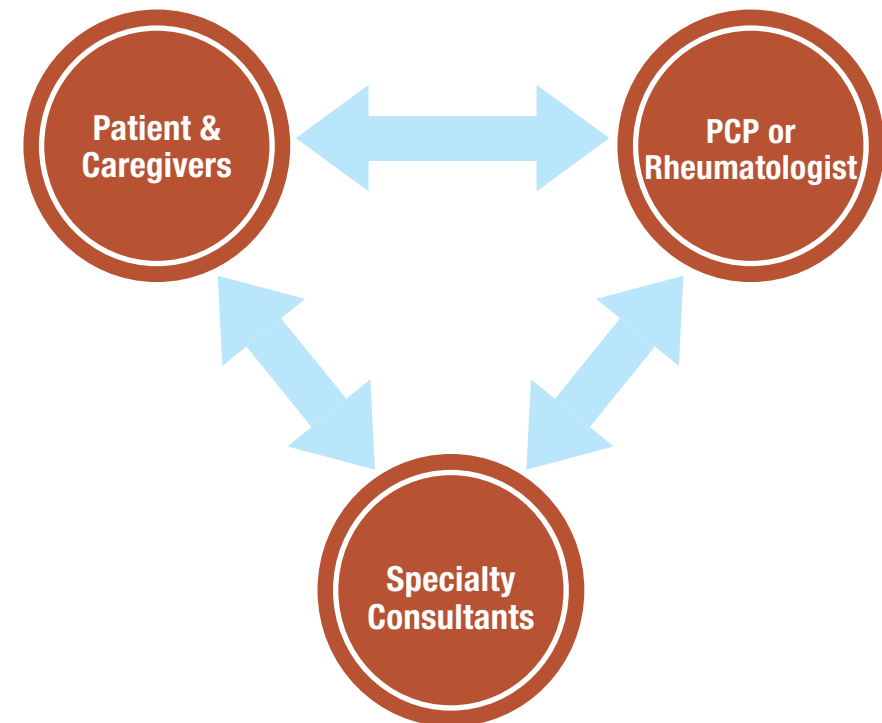 Patient &
Caregivers
PCP or
Rheumatologist
Specialty
Consultants